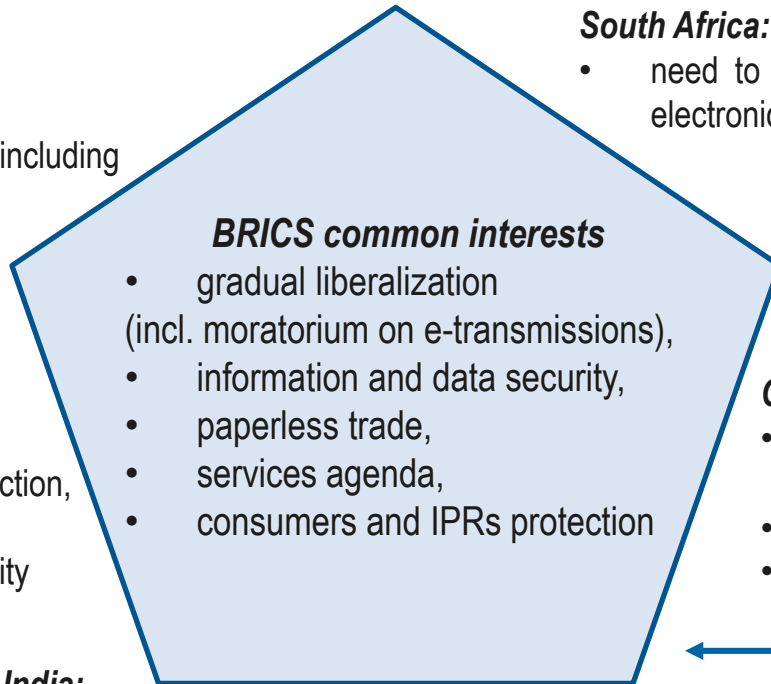 South Africa:
• need to
electronic
including
BRICS common interests
• gradual liberalization
(incl. moratorium on e-transmissions),
• information and data security,
• paperless trade,
• services agenda,
• consumers and IPRs protection
ction,
ity
•
•
•
India: